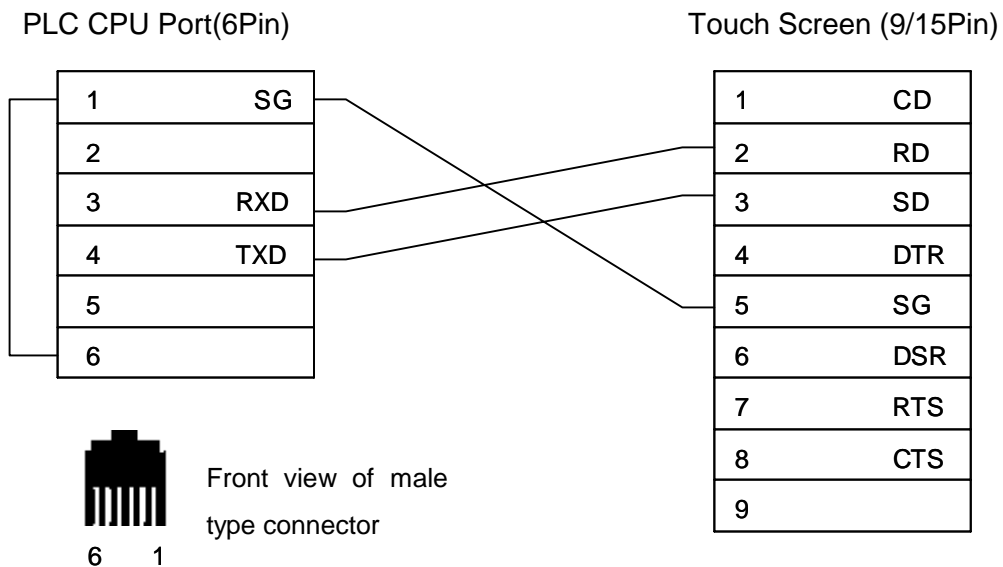 PLC CPU Port(6Pin)
Touch Screen (9/15Pin)
1 SG
2
3 RXD
4 TXD
5
6
1 CD
2 RD
3 SD
4 DTR
5 SG
6 DSR
7 RTS
8 CTS
9
Front view of male
type connector
6 1